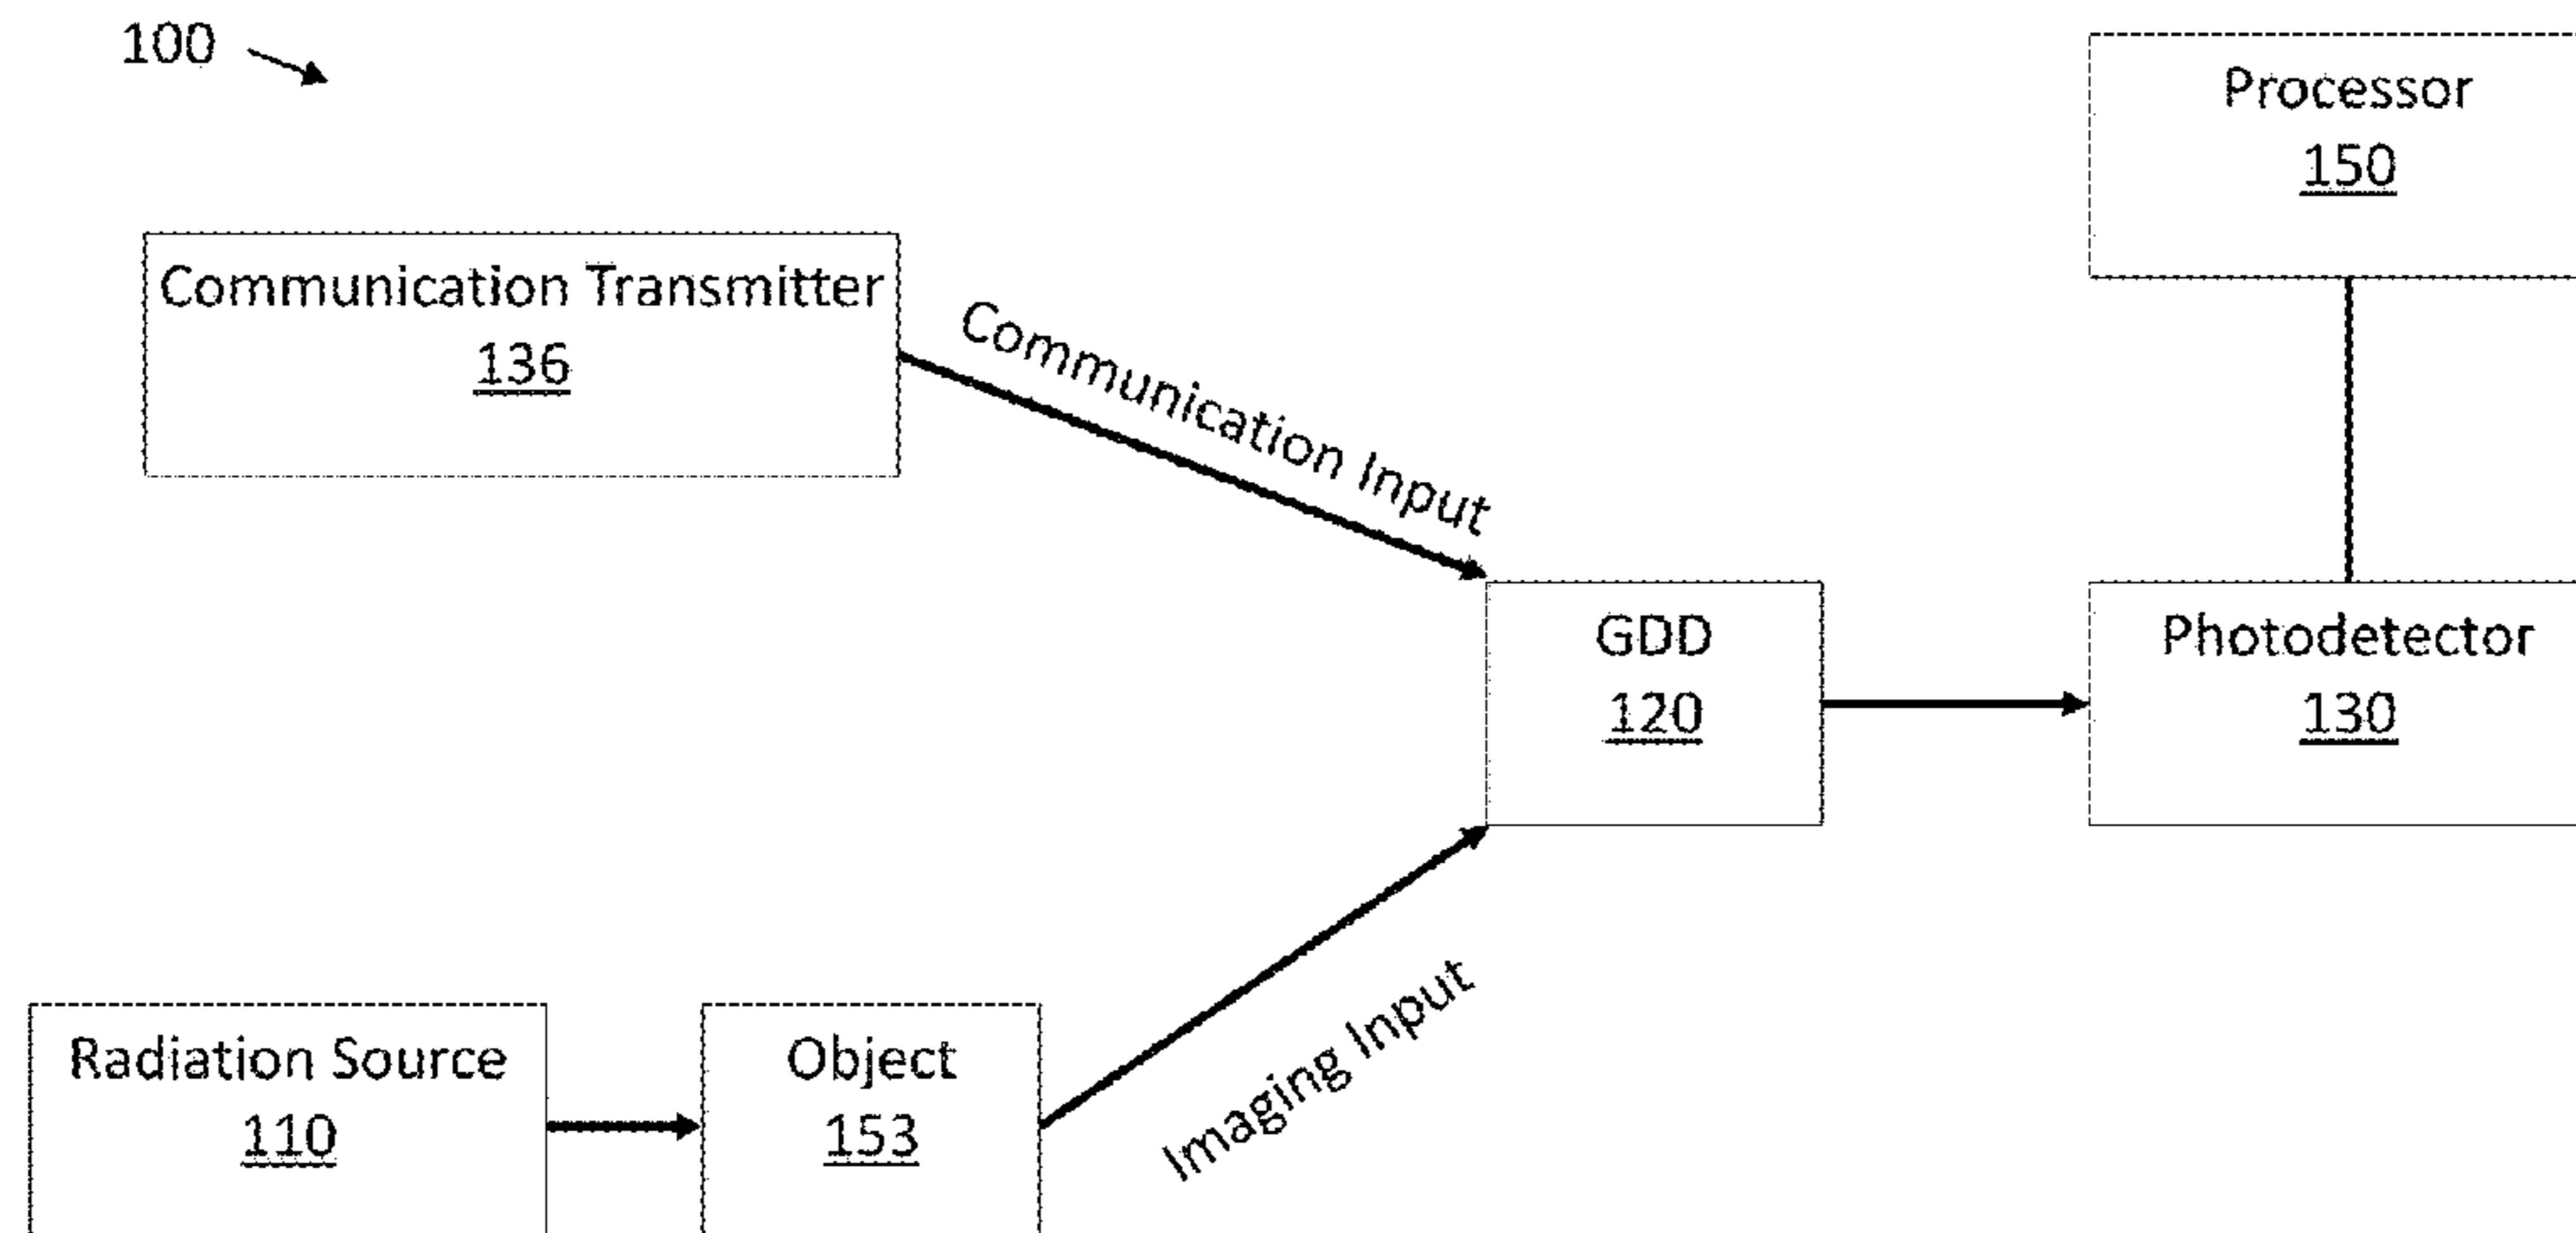 100
Processor
150
Communication Transmitter
136
Communication Input
GDD
120
Photodetector
130
Imaging Input
Radiation Source
110
Object
153